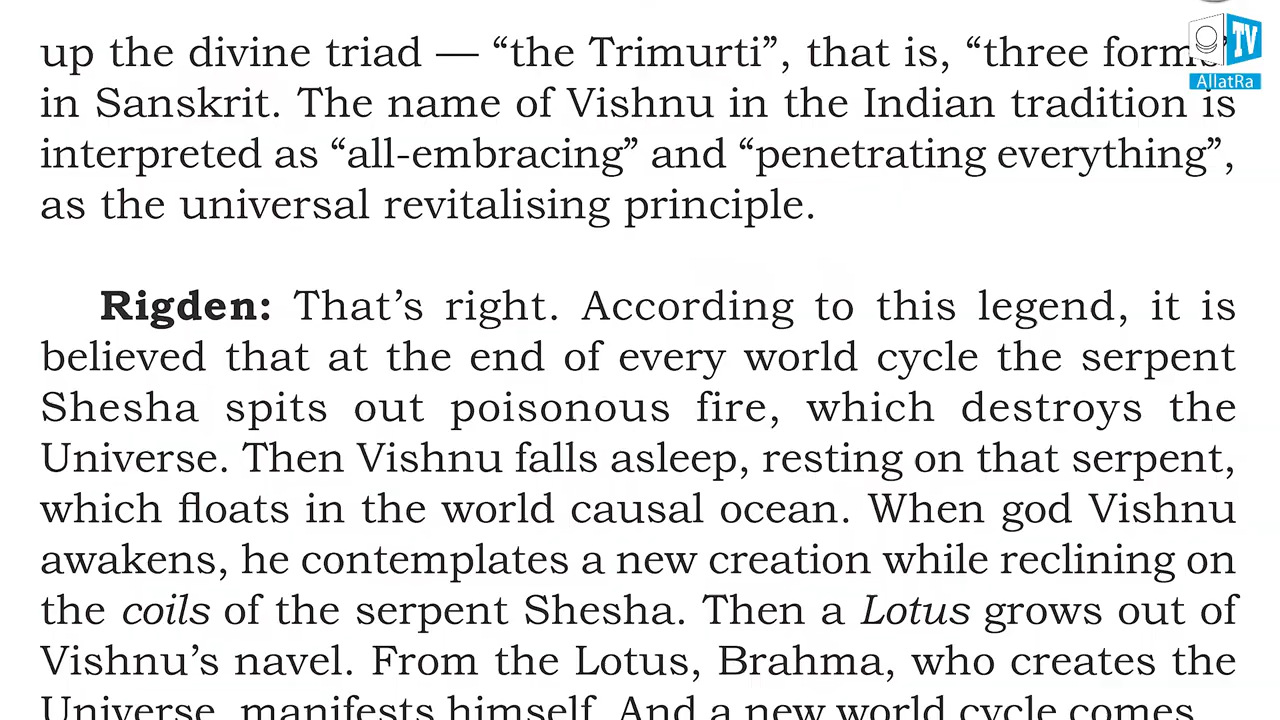 up the divine triad — “the Trimurti”, that is, “three forms”
in Sanskrit. The name of Vishnu in the Indian tradition is
interpreted as “all-embracing” and “penetrating everything”,
as the universal revitalising principle.
Rigden: That’s right. According to this legend, it is
believed that at the end of every world cycle the serpent
Shesha spits out poisonous fire, which destroys the
Universe. Then Vishnu falls asleep, resting on that serpent,
which floats in the world causal ocean. When god Vishnu
awakens, he contemplates a new creation while reclining on
the coils of the serpent Shesha. Then a Lotus grows out of
Vishnu’s navel. From the Lotus, Brahma, who creates the
Universe, manifests himself. And a new world cycle comes.
TV
AllatRa